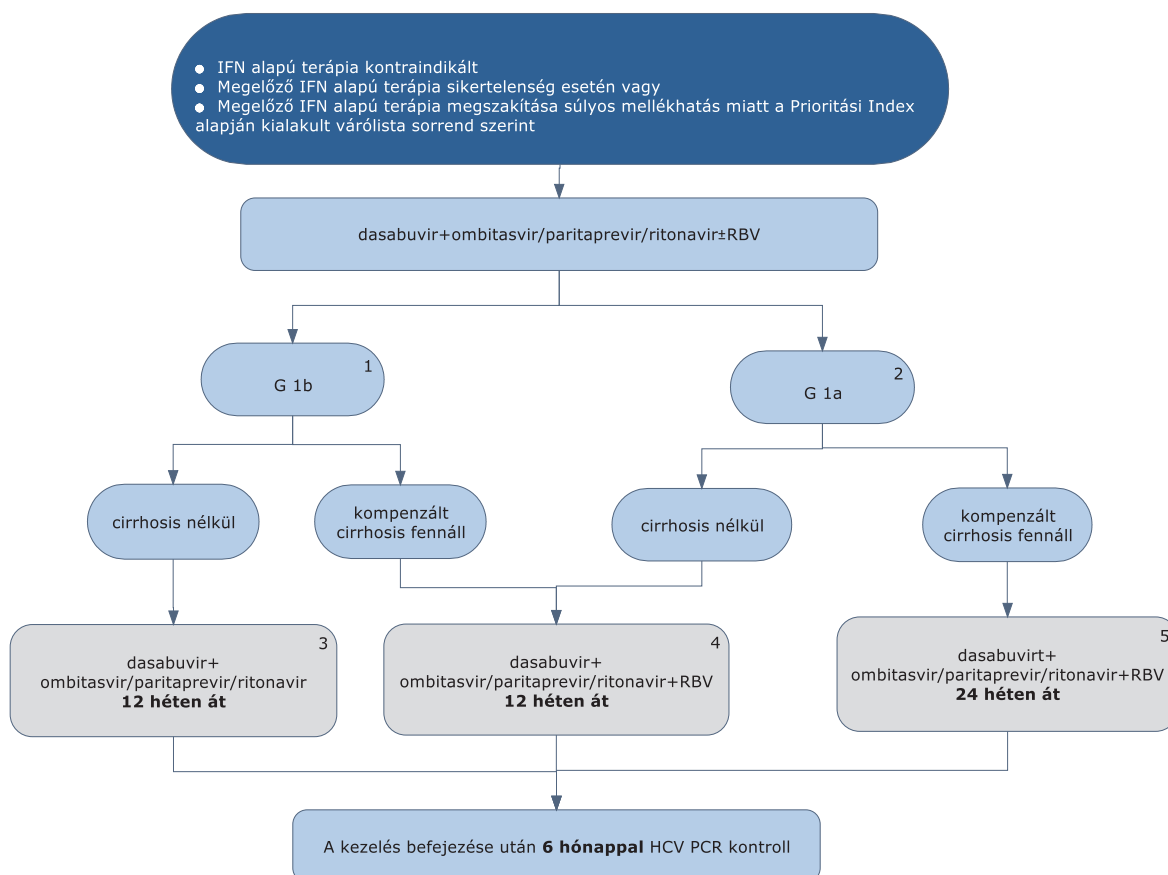 ● IFN alapú terápia kontraindikált
● Megelőző IFN alapú terápia sikertelenség esetén vagy
● Megelőző IFN alapú terápia megszakítása súlyos mellékhatás miatt a Prioritási Index
alapján kialakult várólista sorrend szerint
dasabuvir+ombitasvir/paritaprevir/ritonavir±RBV
1
G 1b
2
G 1a
cirrhosis nélkül
kompenzált
cirrhosis fennáll
cirrhosis nélkül
kompenzált
cirrhosis fennáll
3
dasabuvir+
ombitasvir/paritaprevir/ritonavir
12 héten át
4
dasabuvir+
ombitasvir/paritaprevir/ritonavir+RBV
12 héten át
5
dasabuvirt+
ombitasvir/paritaprevir/ritonavir+RBV
24 héten át
A kezelés befejezése után 6 hónappal HCV PCR kontroll